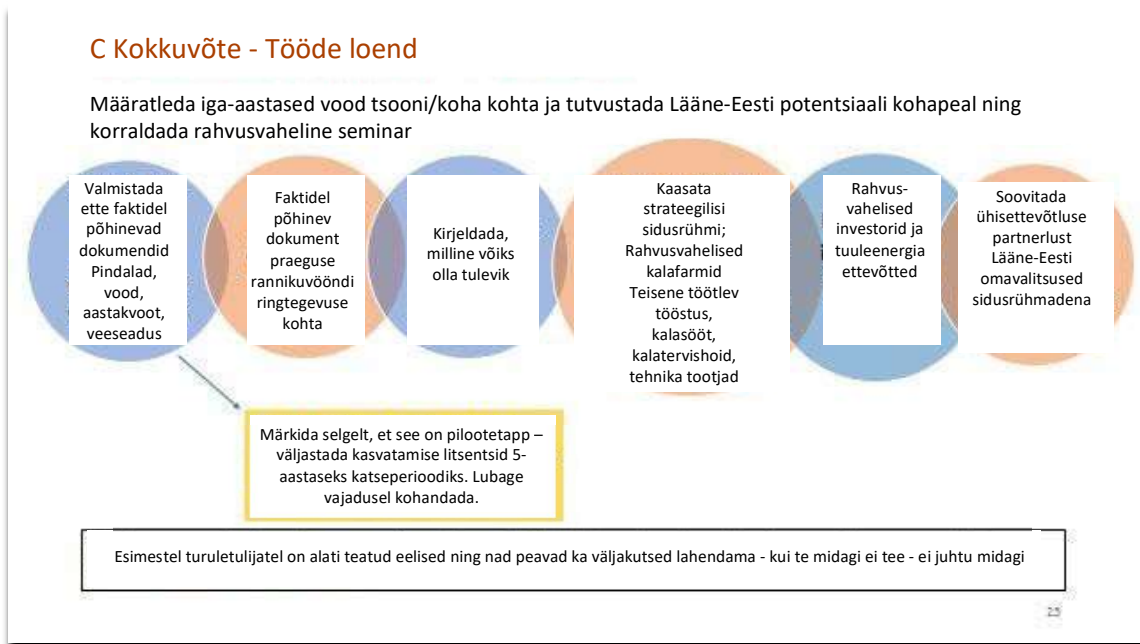 C Kokkuvõte - Tööde loend
Määratleda iga-aastased vood tsooni/koha kohta ja tutvustada Lääne-Eesti potentsiaali kohapeal ning
korraldada rahvusvaheline seminar
Valmistada
ette faktidel
põhinevad
dokumendid
Pindalad,
vood,
aastakvoot,
veeseadus
Faktidel
põhinev
dokument
praeguse
rannikuvööndi
ringtegevuse
kohta
Kirjeldada,
milline võiks
olla tulevik
Kaasata
strateegilisi
sidusrühmi;
Rahvusvahelised
kalafarmid
Teisene töötlev
tööstus,
kalasööt,
kalatervishoid,
tehnika tootjad
Rahvus-
vahelised
investorid ja
tuuleenergia
ettevõtted
Soovitada
ühisettevõtluse
partnerlust
Lääne-Eesti
omavalitsused
sidusrühmadena
Märkida selgelt, et see on pilootetapp –
väljastada kasvatamise litsentsid 5-
aastaseks katseperioodiks. Lubage
vajadusel kohandada.
Esimestel turuletulijatel on alati teatud eelised ning nad peavad ka väljakutsed lahendama - kui te midagi ei tee - ei juhtu midagi